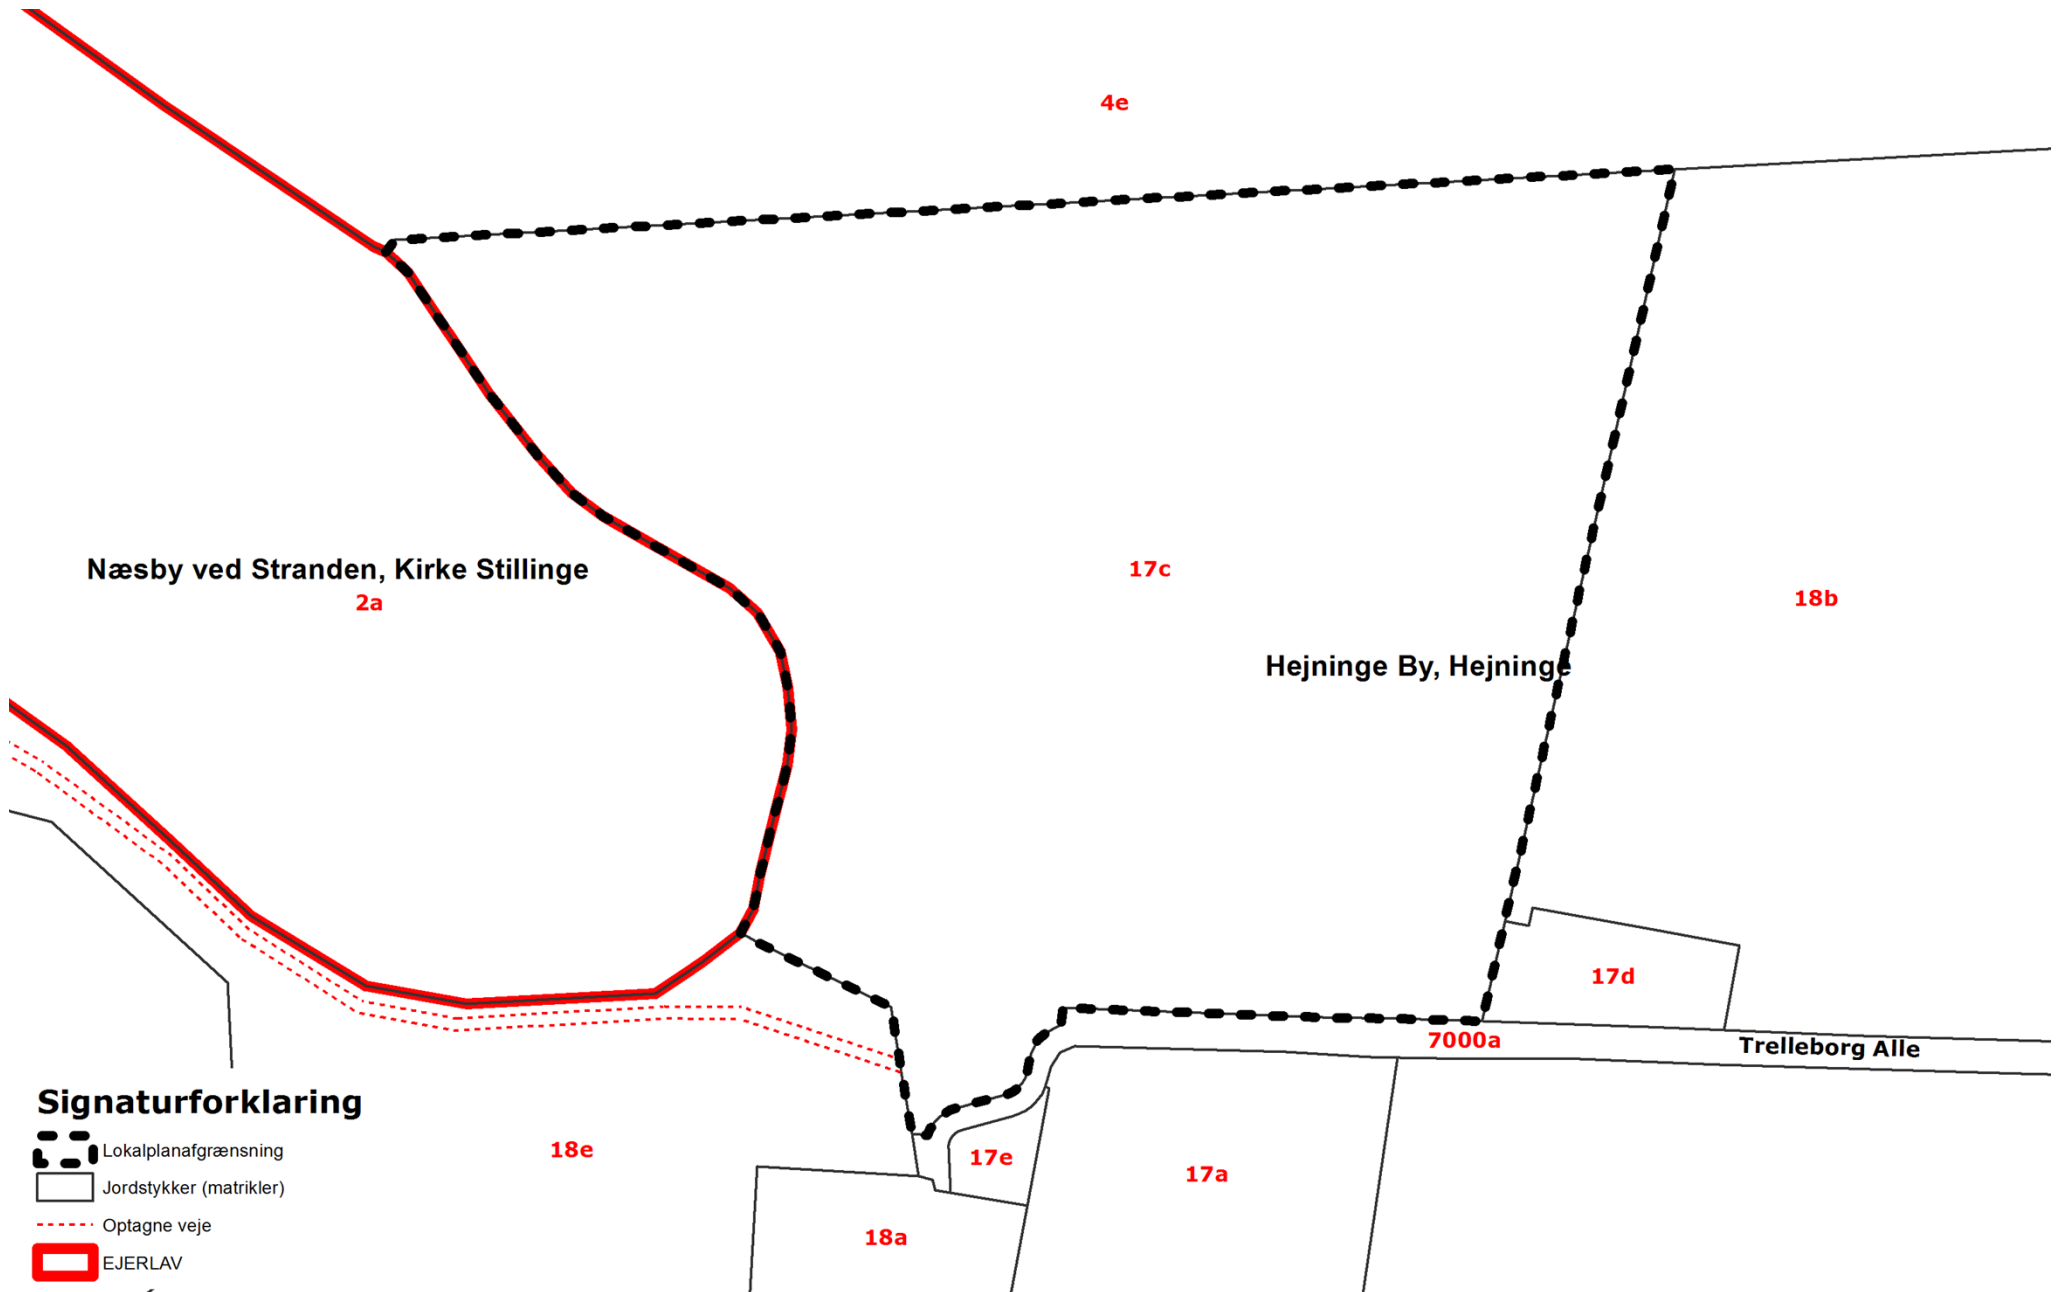 4e
Næsby ved Stranden, Kirke Stillinge
2a
17c
18b
Hejninge By, Hejninge
17d
7000a
Trelleborg Alle
Signaturforklaring
Lokalplanafgrænsning
Jordstykker (matrikler)
Optagne veje
EJERLAV
18e
17e
17a
18a